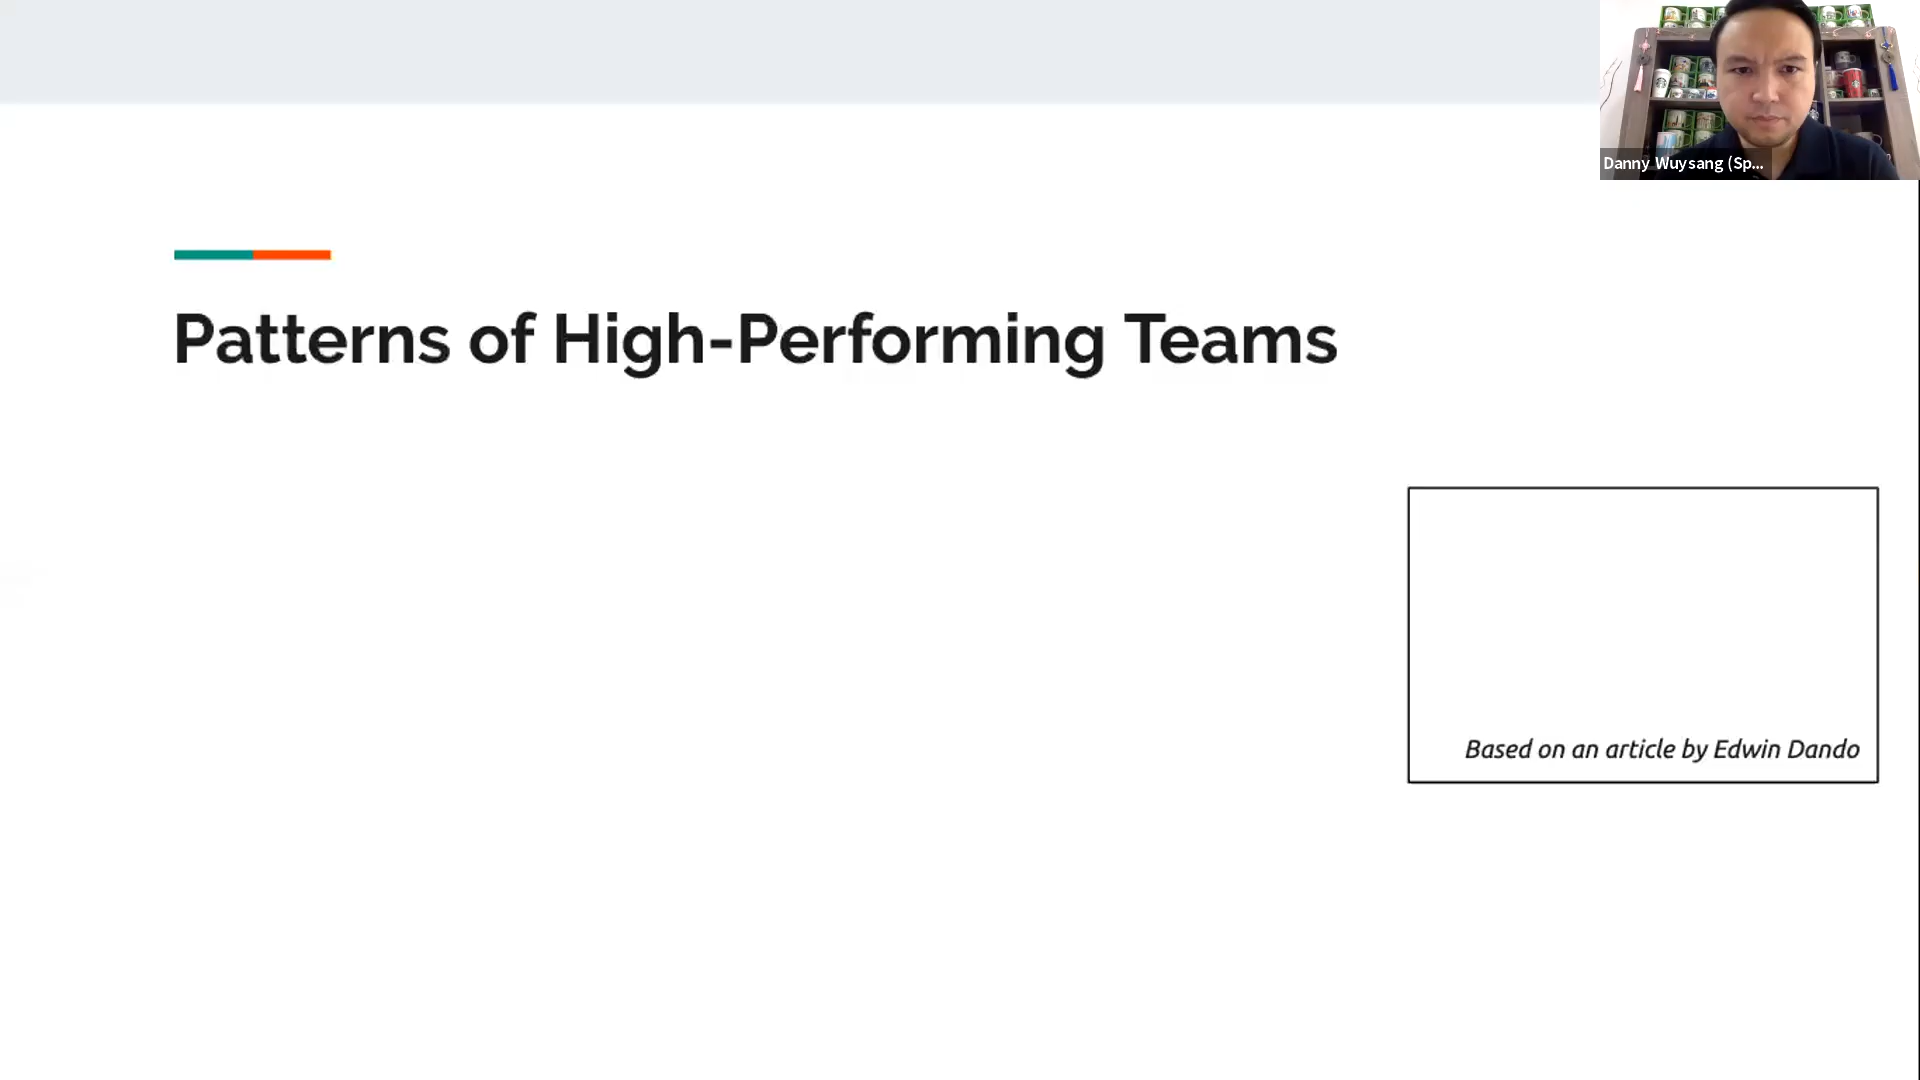 Danny Wuysang (Sp...
Patterns of High-Performing Teams
Based on an article by Edwin Dando